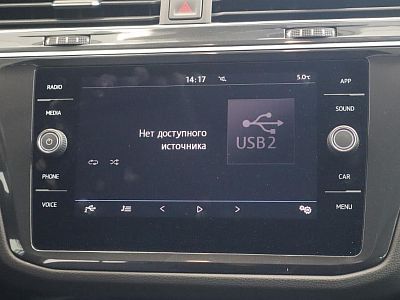 14:17
5.0℃
RADIO
APP
MEDIA
SOUND
Нет доступного
источника
USB 2
PHONE
CAR
VOICE
MENU